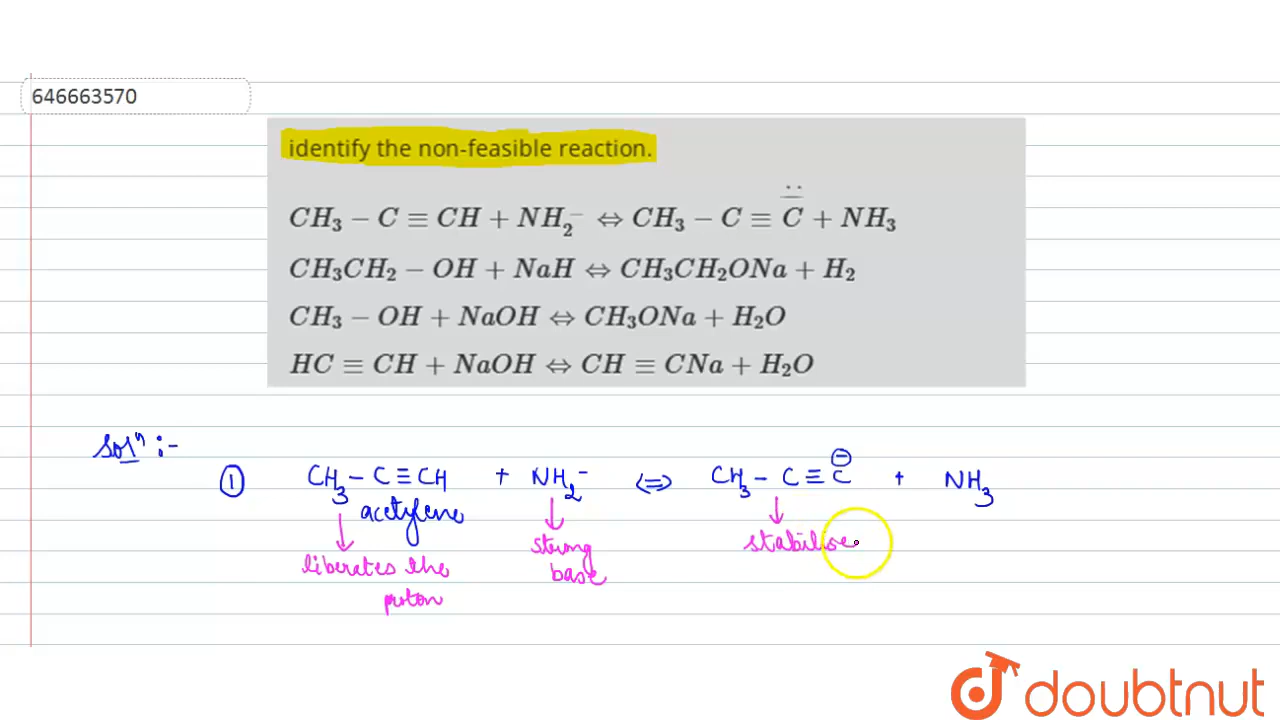 646663570
identify the non-feasible reaction.
CH₃ − C ≡ CH + NH₂⁻ ⇔ CH₃ − C ≡ C̈⁻ + NH₃
CH₃CH₂ − OH + NaH ⇔ CH₃CH₂ONa + H₂
CH₃ − OH + NaOH ⇔ CH₃ONa + H₂O
HC ≡ CH + NaOH ⇔ CH ≡ CNa + H₂O
Solⁿ :-
① CH₃ − C ≡ CH + NH₂⁻ ⇔ CH₃ − C ≡ C⊖ + NH₃
acetylene
liberates the proton
strong base
stabilise
doubtnut